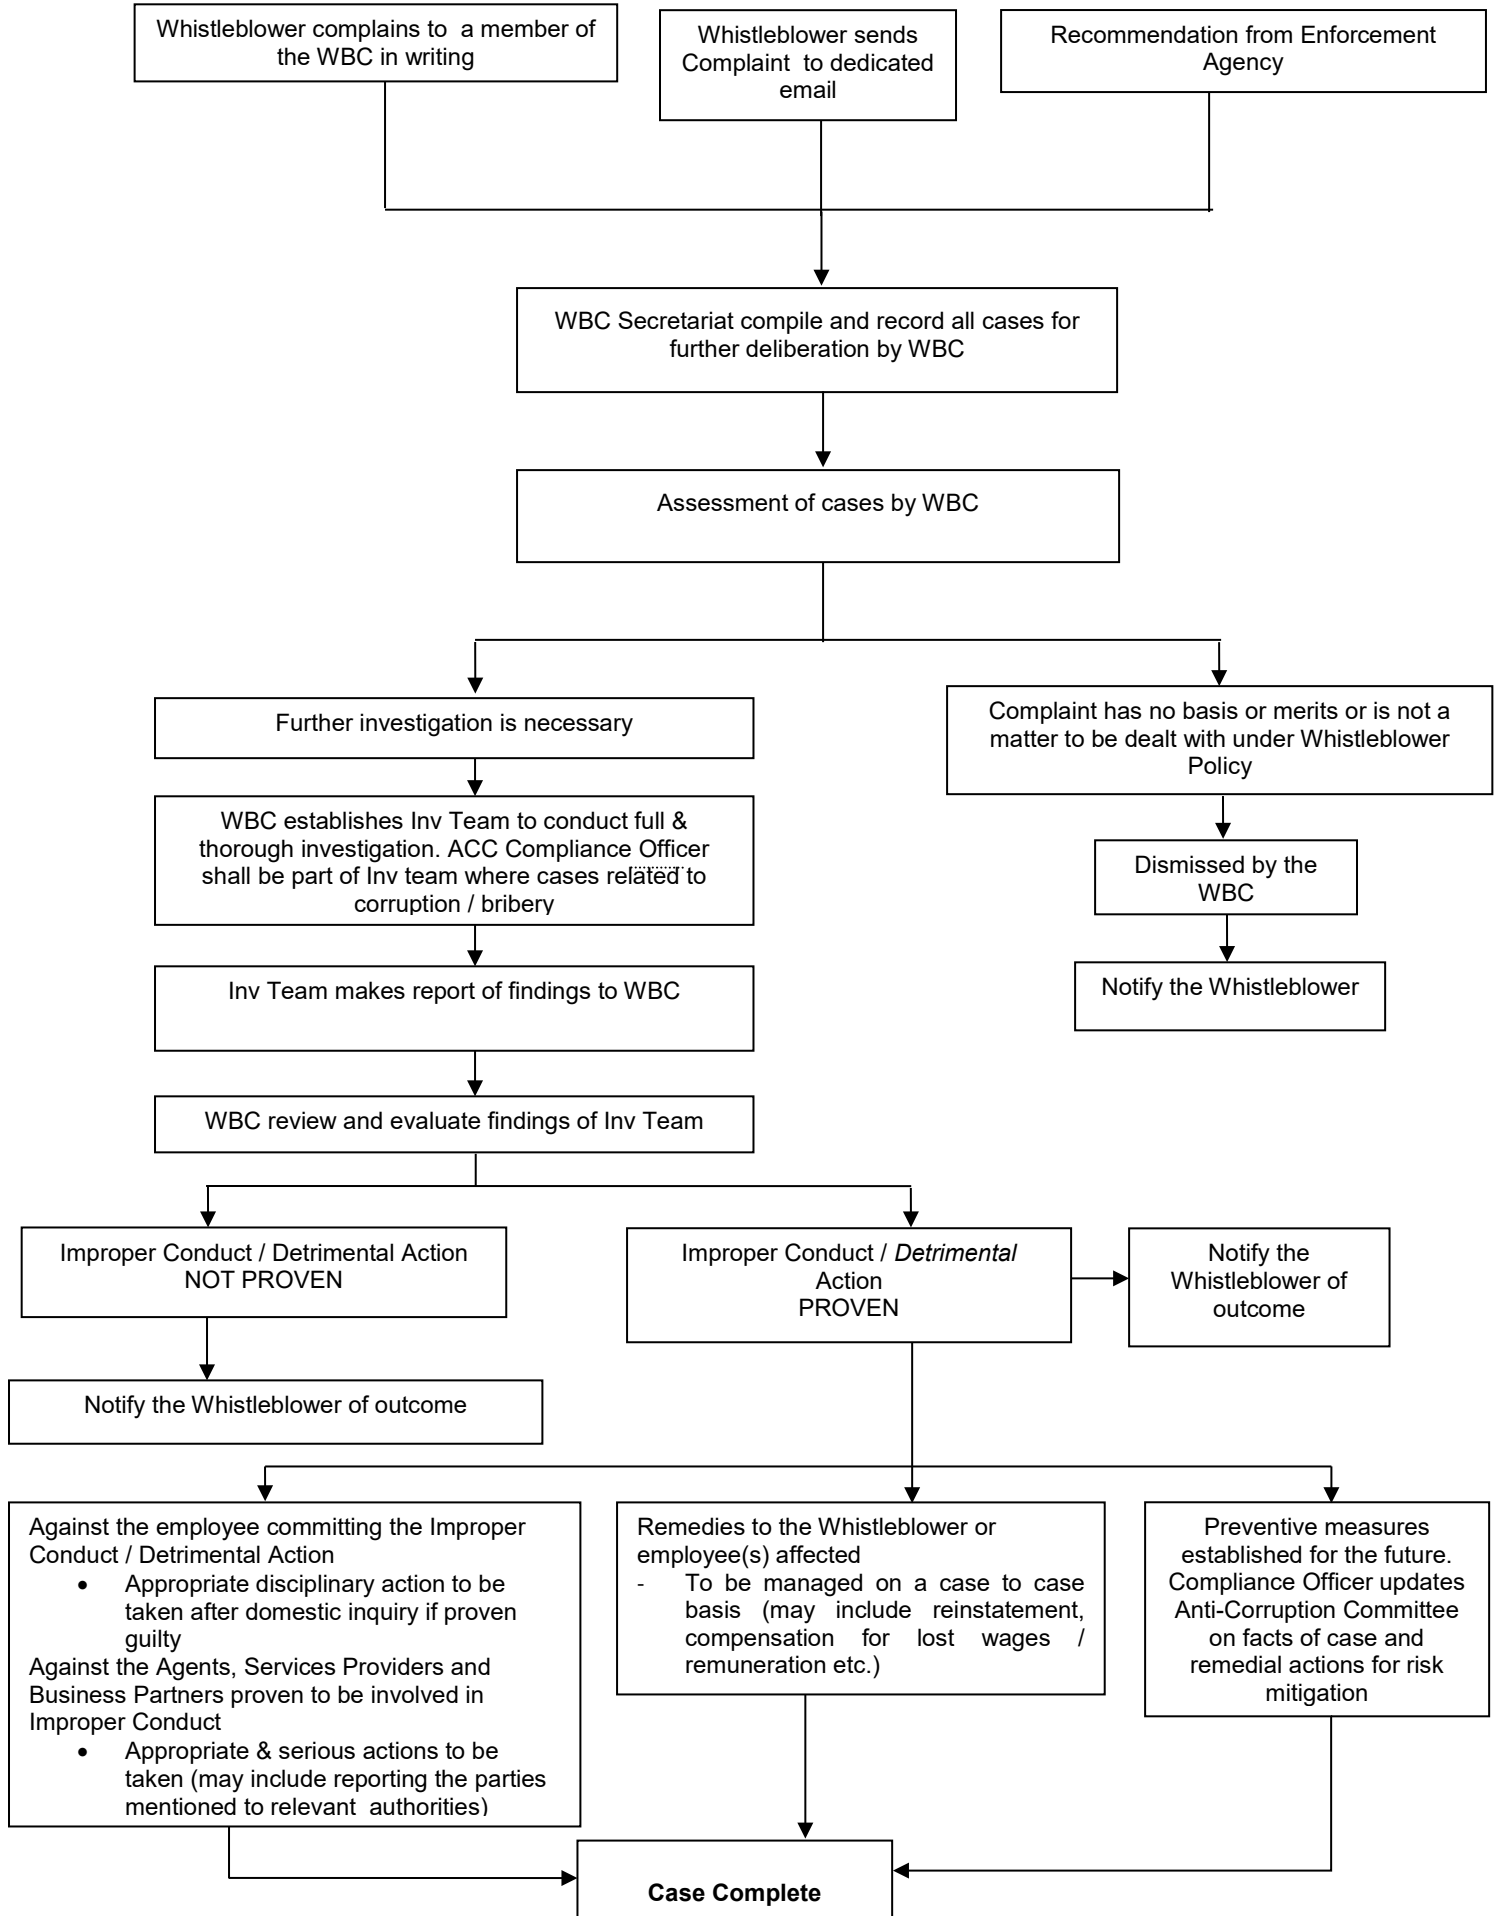 Whistleblower complains to a member of
the WBC in writing
Whistleblower sends
Complaint to dedicated
email
Recommendation from Enforcement
Agency
WBC Secretariat compile and record all cases for
further deliberation by WBC
Assessment of cases by WBC
Further investigation is necessary
Complaint has no basis or merits or is not a
matter to be dealt with under Whistleblower
Policy
WBC establishes Inv Team to conduct full &
thorough investigation. ACC Compliance Officer
shall be part of Inv team where cases related to
corruption / bribery
Dismissed by the
WBC
Inv Team makes report of findings to WBC
Notify the Whistleblower
WBC review and evaluate findings of Inv Team
Improper Conduct / Detrimental Action
NOT PROVEN
Improper Conduct / Detrimental
Action
PROVEN
Notify the
Whistleblower of
outcome
Notify the Whistleblower of outcome
Against the employee committing the Improper
Conduct / Detrimental Action
• Appropriate disciplinary action to be
taken after domestic inquiry if proven
guilty
Against the Agents, Services Providers and
Business Partners proven to be involved in
Improper Conduct
• Appropriate & serious actions to be
taken (may include reporting the parties
mentioned to relevant authorities)
Remedies to the Whistleblower or
employee(s) affected
- To be managed on a case to case
basis (may include reinstatement,
compensation for lost wages /
remuneration etc.)
Preventive measures
established for the future.
Compliance Officer updates
Anti-Corruption Committee
on facts of case and
remedial actions for risk
mitigation
Case Complete